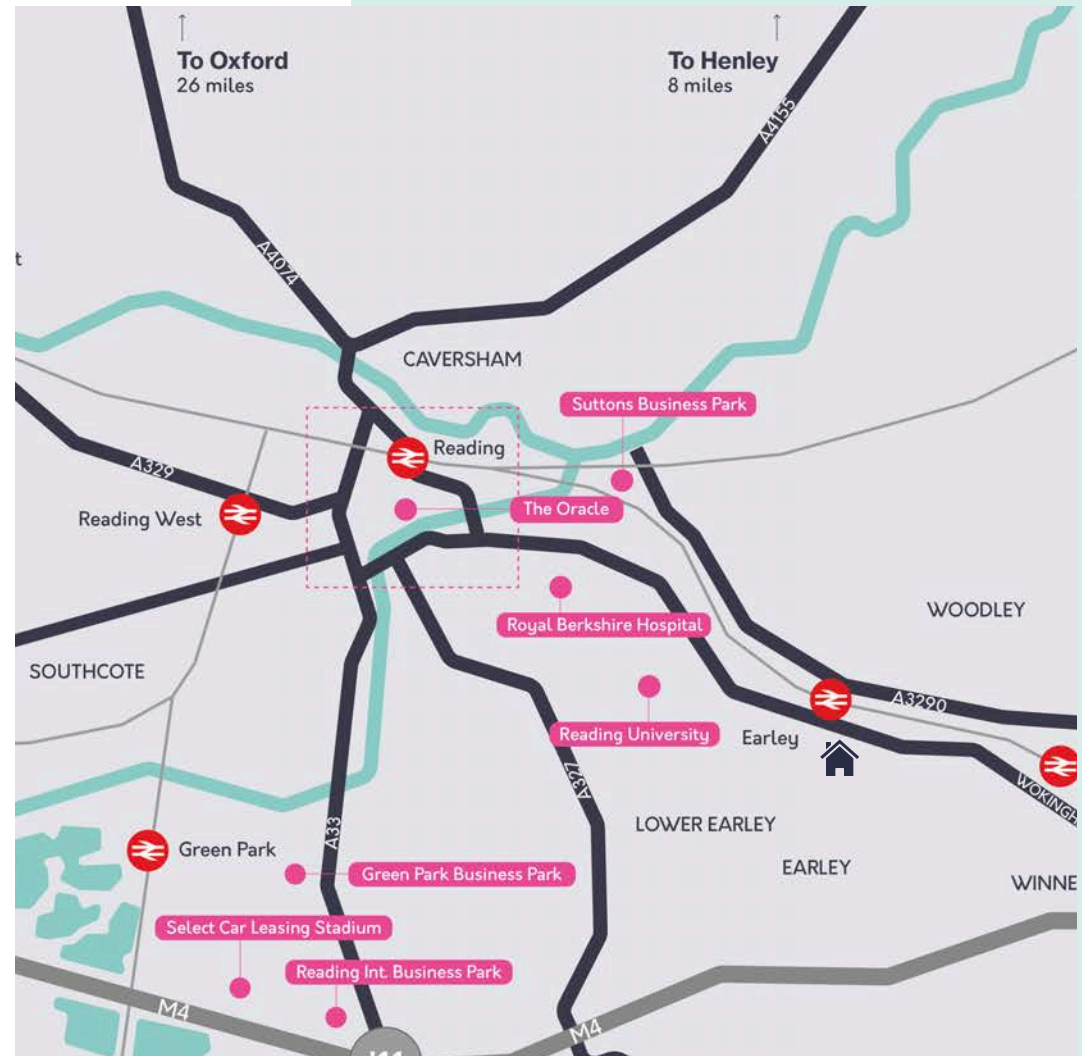 To Oxford
26 miles
To Henley
8 miles
A4155
A4074
t
CAVERSHAM
Suttons Business Park
Reading
A329
Reading West
The Oracle
Royal Berkshire Hospital
WOODLEY
SOUTHCOTE
A3290
Reading University
Earley
A327
WOKINGH
LOWER EARLEY
A33
Green Park
EARLEY
Green Park Business Park
WINNE
Select Car Leasing Stadium
Reading Int. Business Park
M4
M4